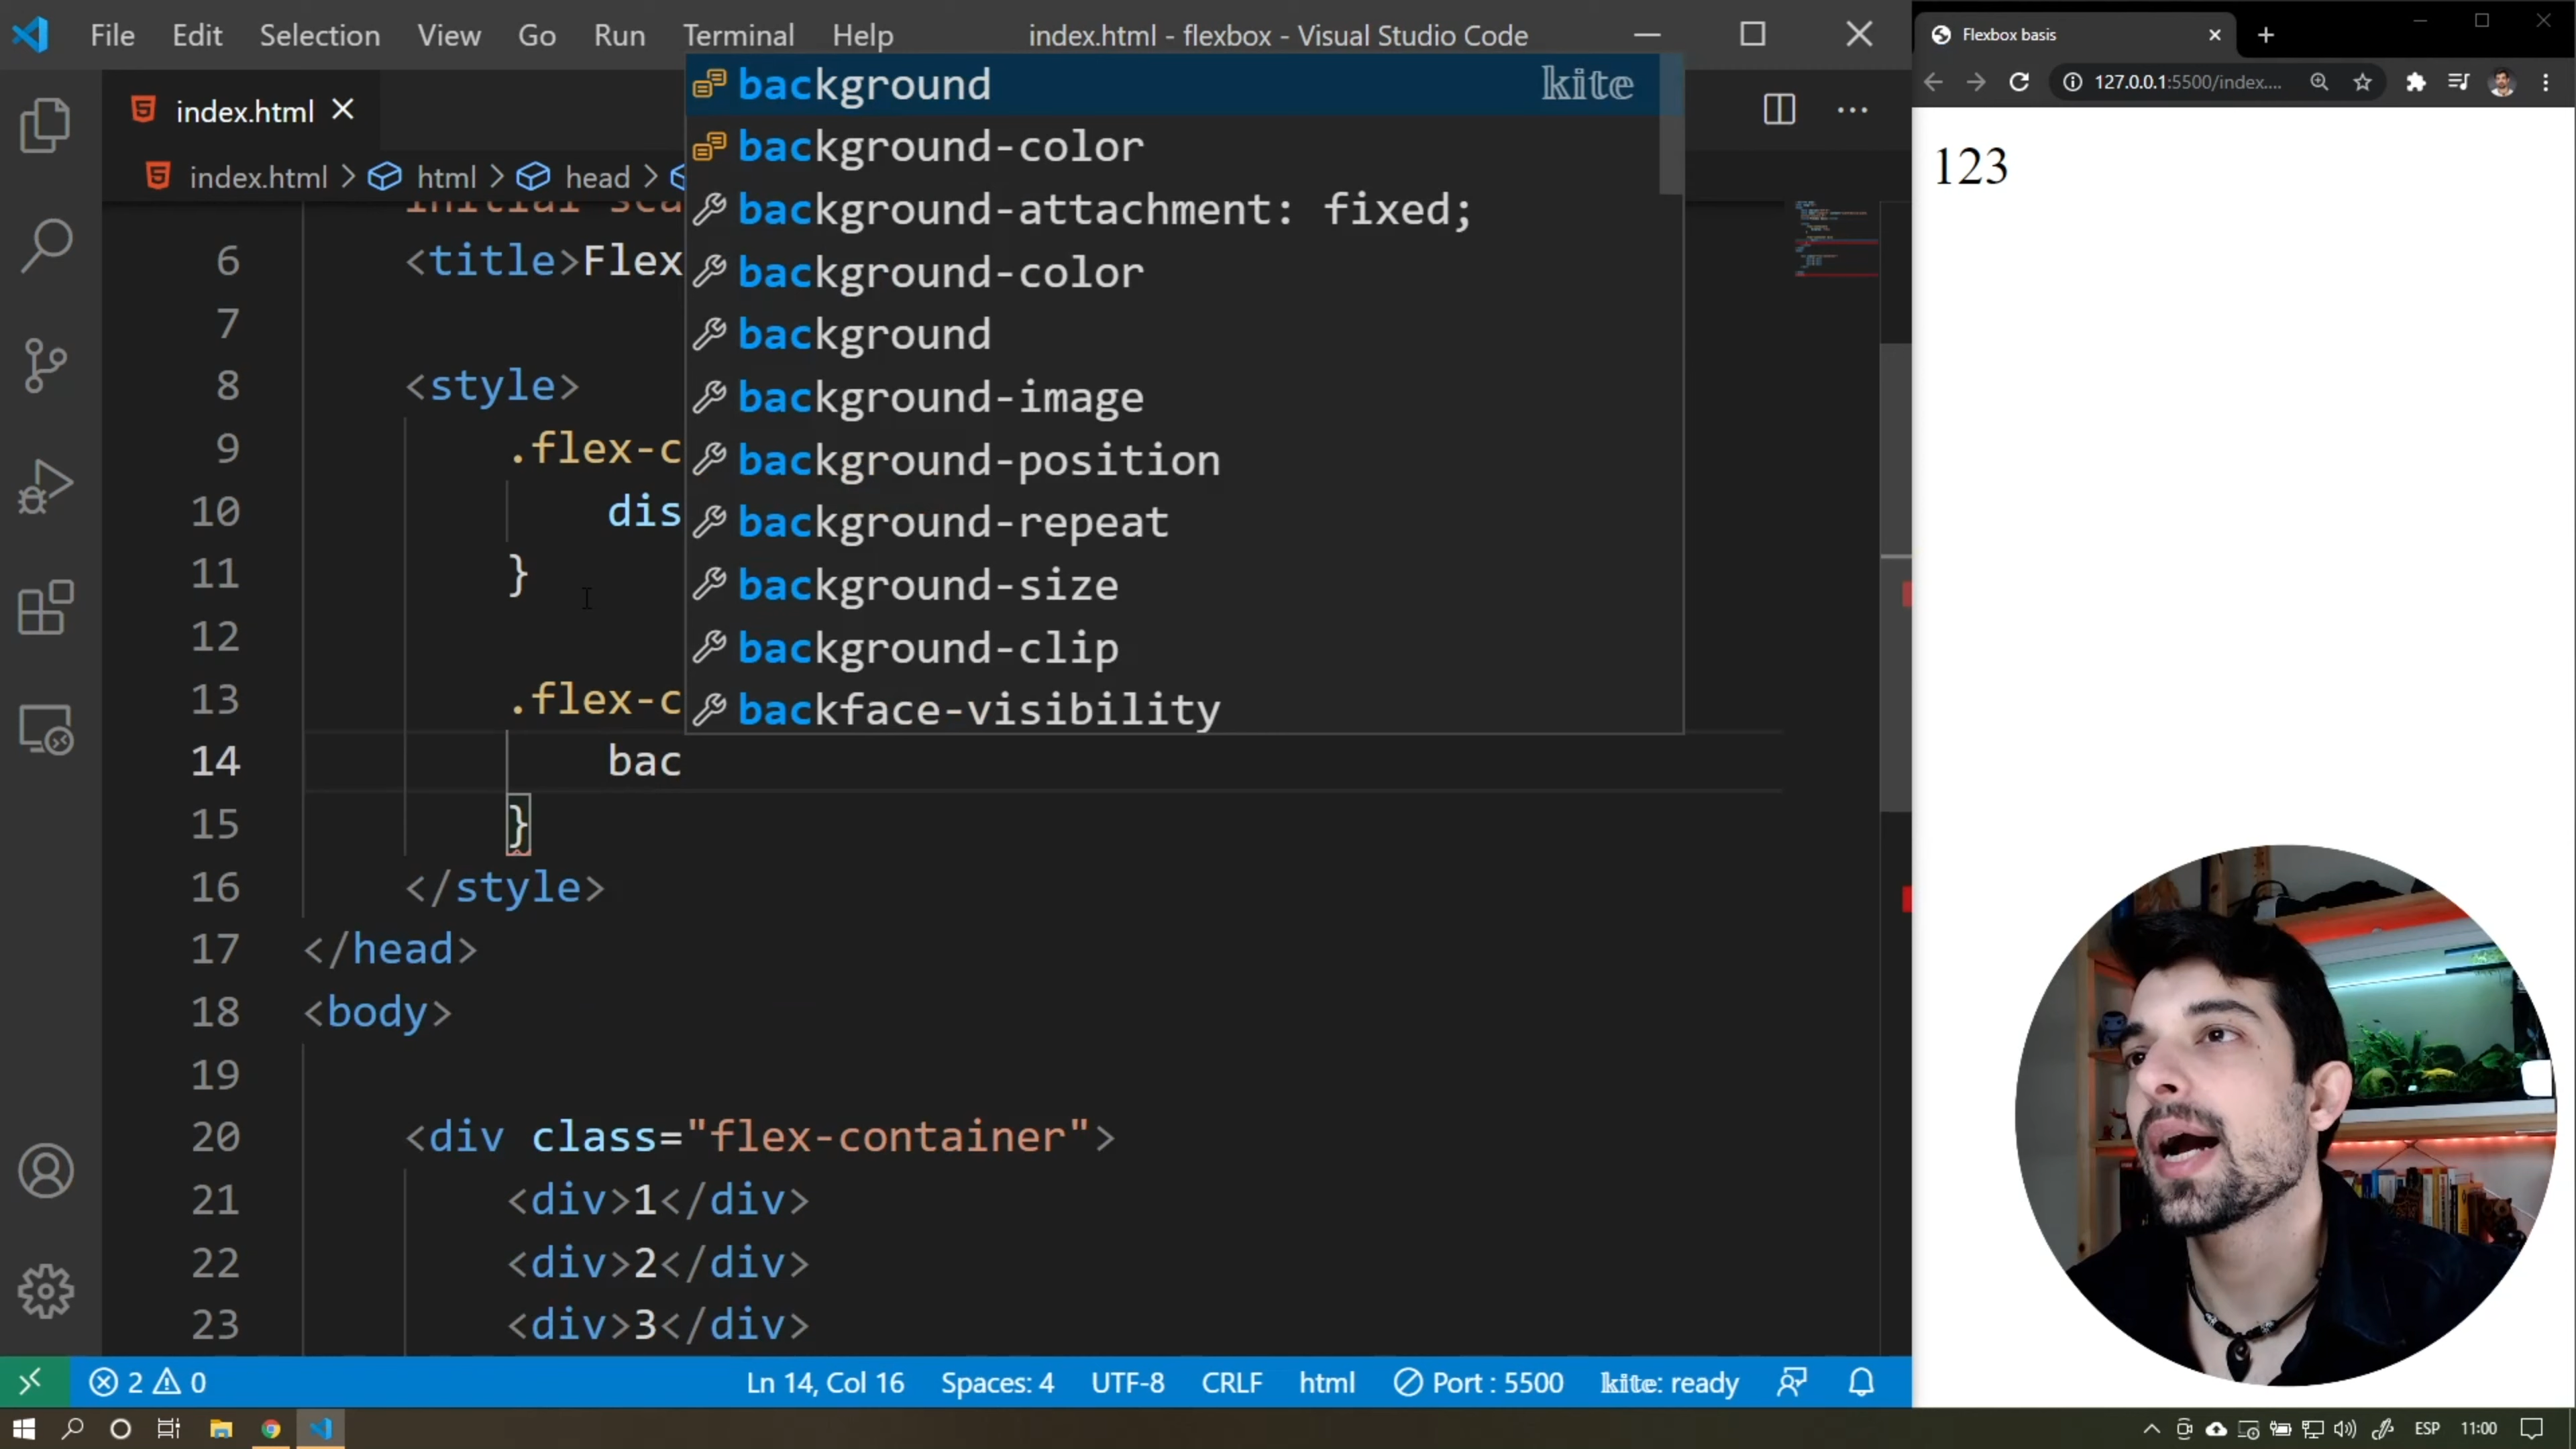 File Edit Selection View Go Run Terminal Help index.html - flexbox - Visual Studio Code
index.html
index.html > html > head >
6 <title>Flex
7
8 <style>
9 .flex-c
10 dis
11 }
12
13 .flex-c
14 bac
15 }
16 </style>
17 </head>
18 <body>
19
20 <div class="flex-container">
21 <div>1</div>
22 <div>2</div>
23 <div>3</div>
background kite
background-color
background-attachment: fixed;
background-color
background
background-image
background-position
background-repeat
background-size
background-clip
backface-visibility
2 0 Ln 14, Col 16 Spaces: 4 UTF-8 CRLF html Port : 5500 kite: ready
Flexbox basis
127.0.0.1:5500/index....
123
ESP 11:00